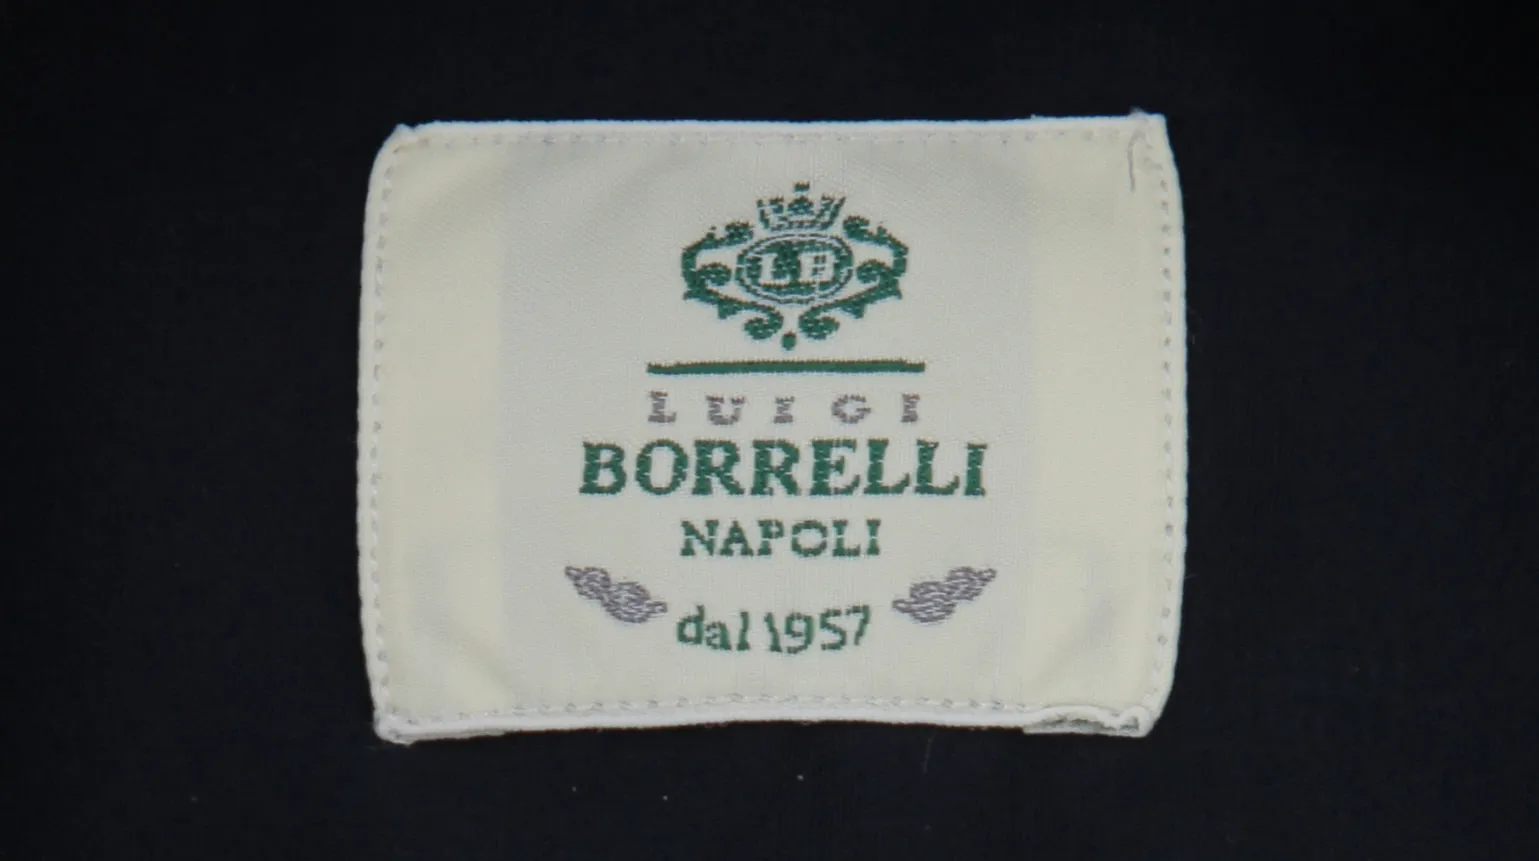 LB
LUIGI
BORRELLI
NAPOLI
dal 1957